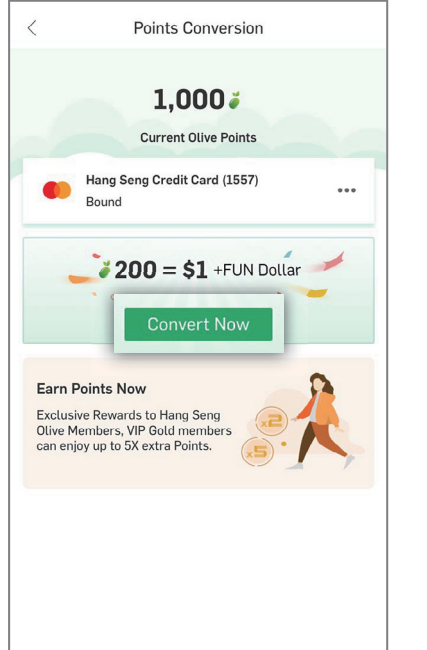 Points Conversion
1,000
Current Olive Points
Hang Seng Credit Card (1557)
Bound
200 = $1 +FUN Dollar
Convert Now
Earn Points Now
Exclusive Rewards to Hang Seng
Olive Members, VIP Gold members
can enjoy up to 5X extra Points.
x2
x5